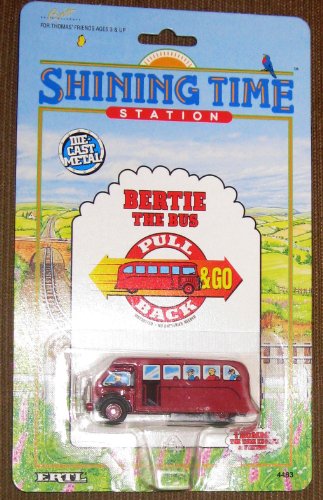 FOR THOMAS' FRIENDS AGES 3 & UP
SHINING TIME
STATION
DIE-
CAST
METAL
BERTIE
THE BUS
PULL
& GO
BACK
ERTL
4483